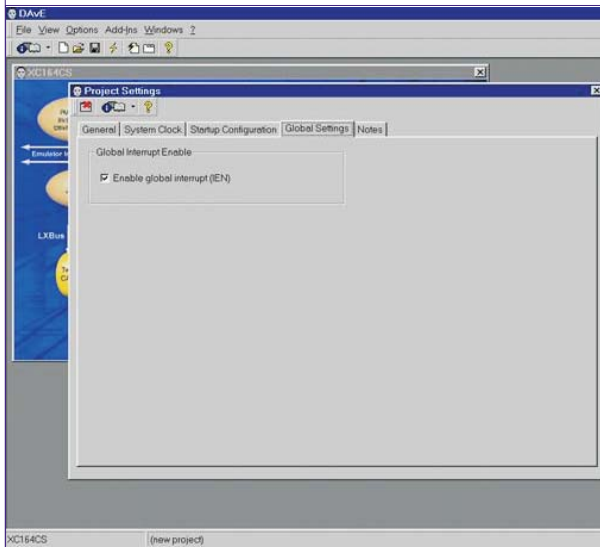 DAvE
File View Options Add-Ins Windows ?
XC164CS
Project Settings
General System Clock Startup Configuration Global Settings Notes
Emulator
Global Interrupt Enable
Enable global interrupt (IEN)
LXBus
XC164CS (new project)